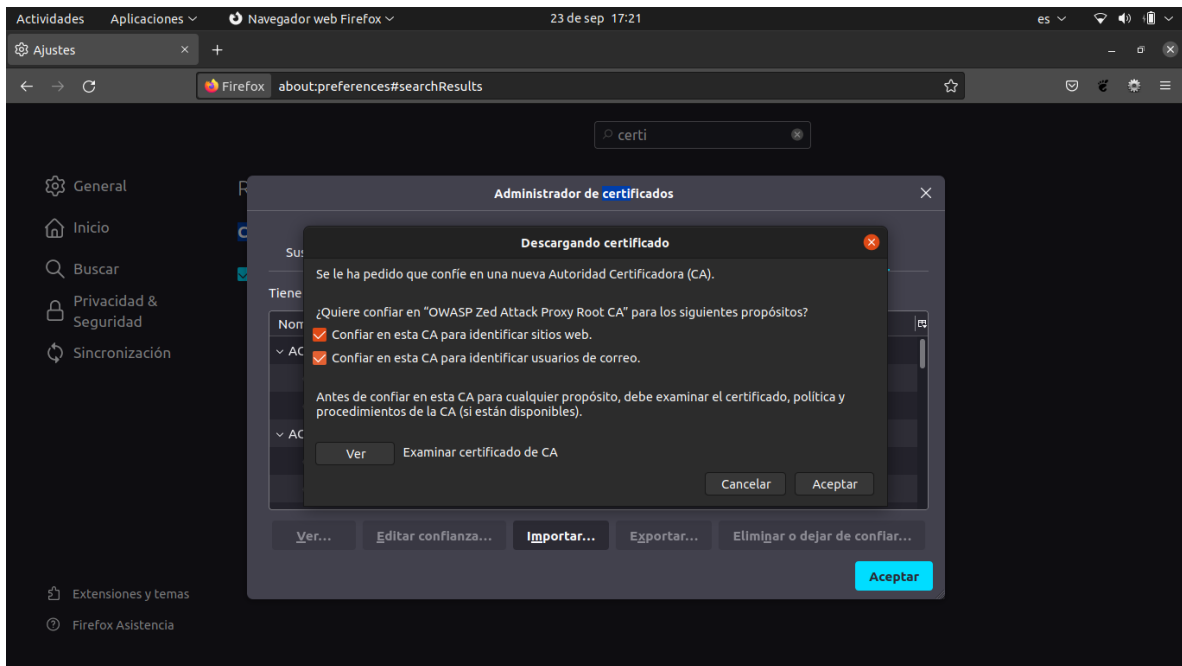 Actividades
Aplicaciones
Navegador web Firefox
23 de sep 17:21
es
Ajustes
Firefox
about:preferences#searchResults
certi
General
Inicio
Buscar
Privacidad &
Seguridad
Sincronización
Extensiones y temas
Firefox Asistencia
R
C
Administrador de certificados
Sus
Tiene
Nom
AC
AC
Descargando certificado
Se le ha pedido que confíe en una nueva Autoridad Certificadora (CA).
¿Quiere confiar en “OWASP Zed Attack Proxy Root CA” para los siguientes propósitos?
Confiar en esta CA para identificar sitios web.
Confiar en esta CA para identificar usuarios de correo.
Antes de confiar en esta CA para cualquier propósito, debe examinar el certificado, política y
procedimientos de la CA (si están disponibles).
Ver
Examinar certificado de CA
Cancelar
Aceptar
Ver...
Editar confianza...
Importar...
Exportar...
Eliminar o dejar de confiar...
Aceptar